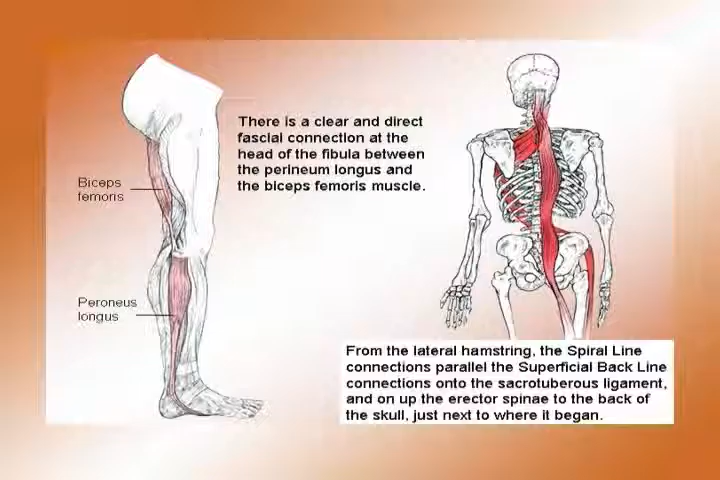 There is a clear and direct
fascial connection at the
head of the fibula between
the perineum longus and
the biceps femoris muscle.
Biceps
femoris
Peroneus
longus
From the lateral hamstring, the Spiral Line
connections parallel the Superficial Back Line
connections onto the sacrotuberous ligament,
and on up the erector spinae to the back of
the skull, just next to where it began.